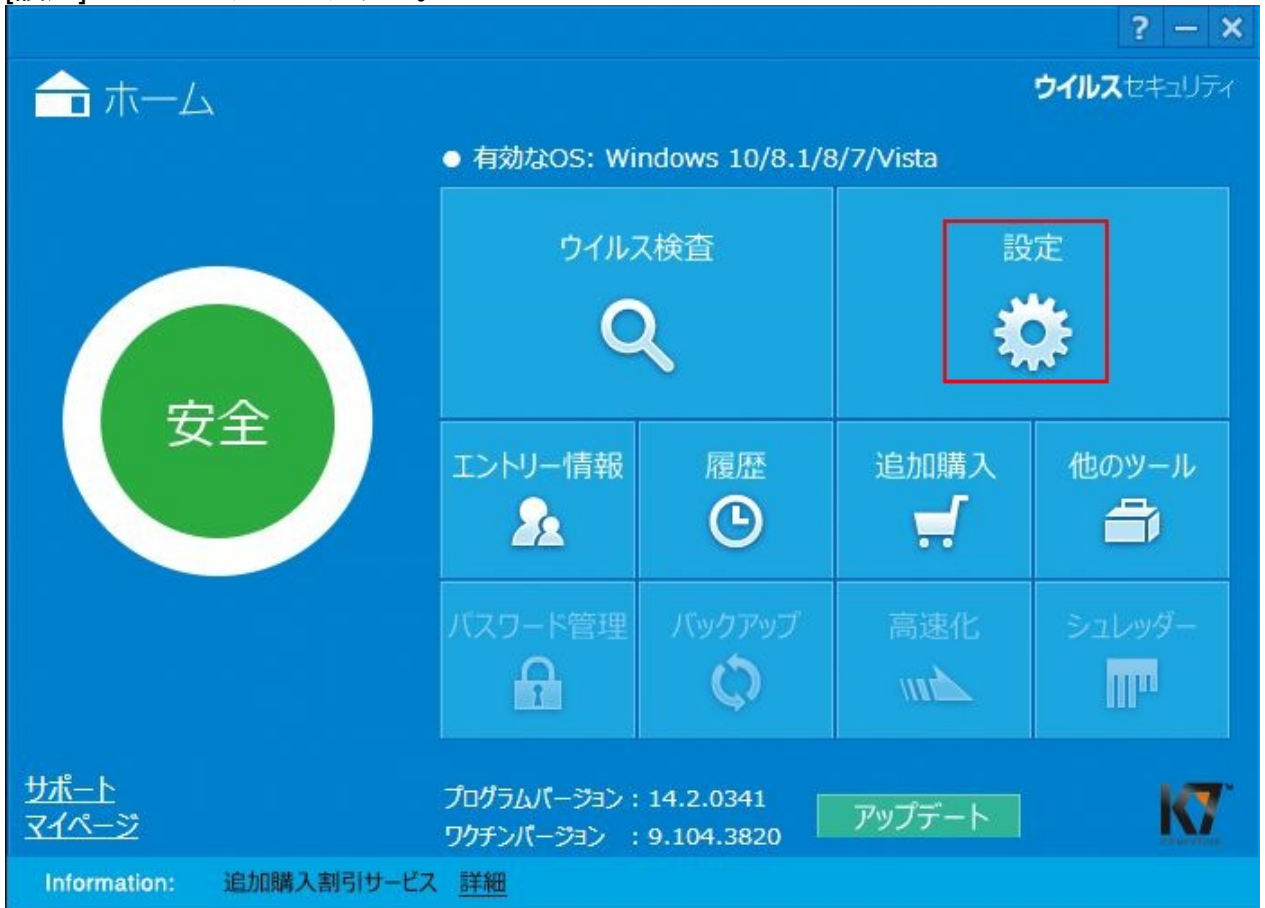 ホーム
ウイルスセキュリティ
● 有効なOS: Windows 10/8.1/8/7/Vista
ウイルス検査
設定
安全
エントリー情報
履歴
追加購入
他のツール
パスワード管理
バックアップ
高速化
シュレッダー
サポート
マイページ
プログラムバージョン : 14.2.0341
ワクチンバージョン : 9.104.3820
アップデート
K7
Information: 追加購入割引サービス 詳細